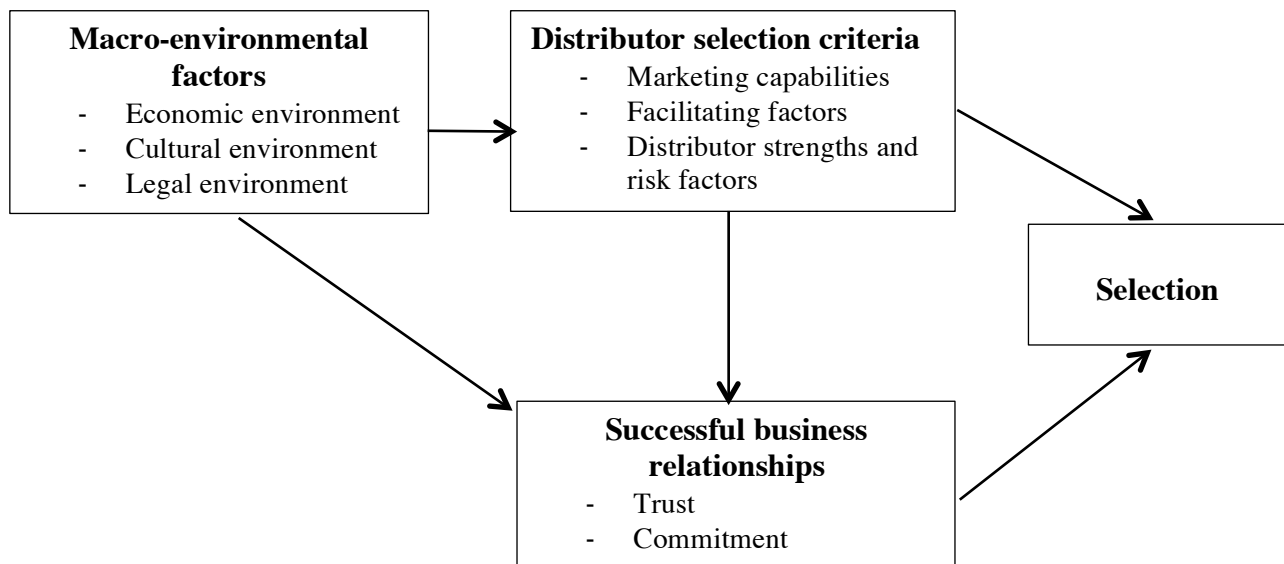 Macro-environmental
factors
- Economic environment
- Cultural environment
- Legal environment
Distributor selection criteria
- Marketing capabilities
- Facilitating factors
- Distributor strengths and
risk factors
Selection
Successful business
relationships
- Trust
- Commitment